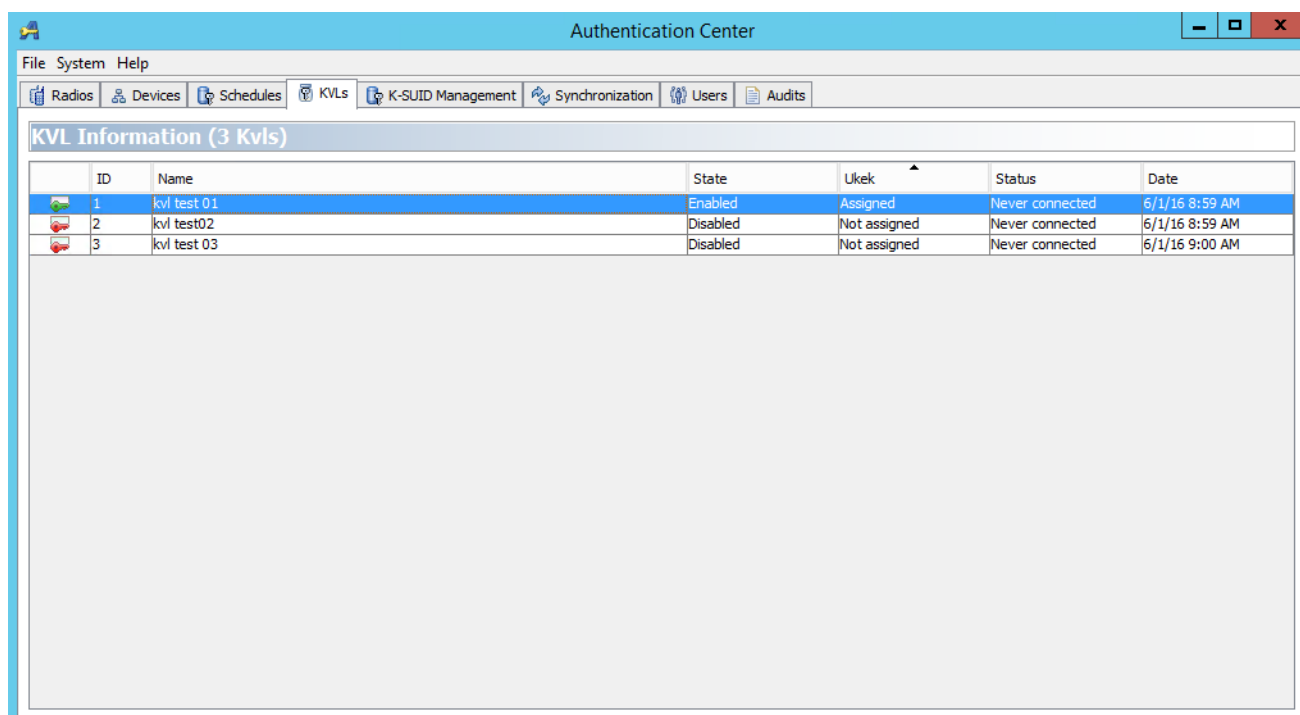 Authentication Center
File System Help
Radios Devices Schedules KVLs K-SUID Management Synchronization Users Audits
KVL Information (3 Kvls)
ID Name State Ukek Status Date
1 kvl test 01 Enabled Assigned Never connected 6/1/16 8:59 AM
2 kvl test02 Disabled Not assigned Never connected 6/1/16 8:59 AM
3 kvl test 03 Disabled Not assigned Never connected 6/1/16 9:00 AM